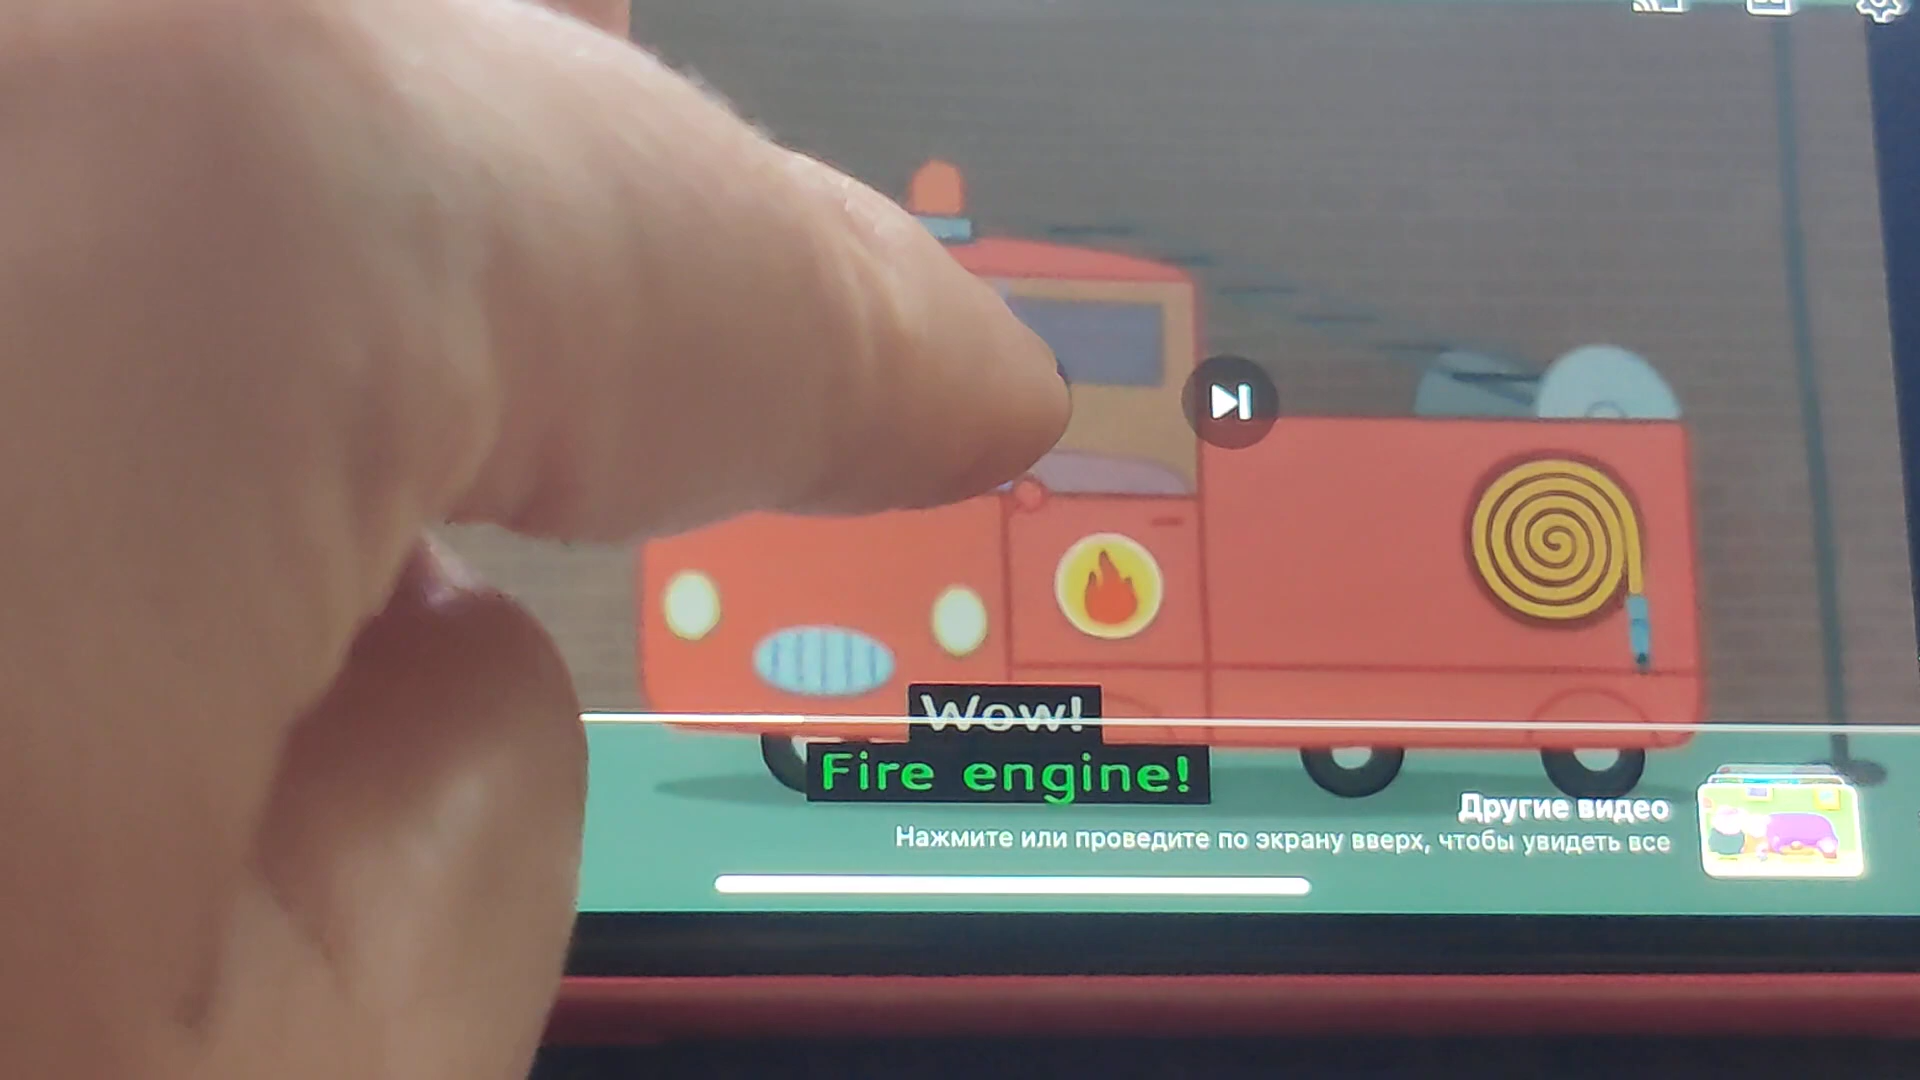 Wow!
Fire engine!
Другие видео
Нажмите или проведите по экрану вверх, чтобы увидеть все